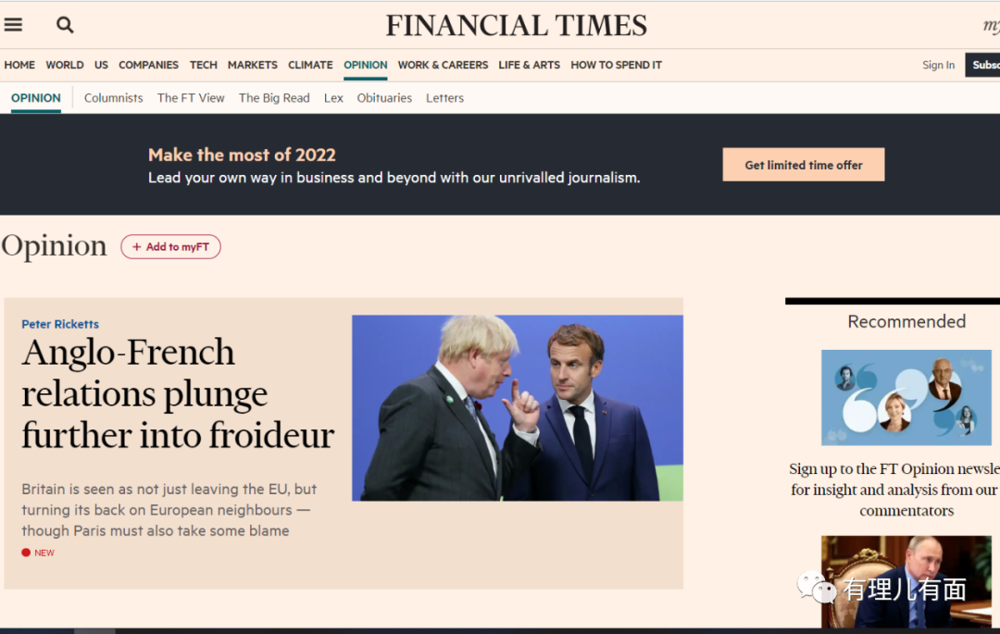 FINANCIAL TIMES
HOME WORLD US COMPANIES TECH MARKETS CLIMATE OPINION WORK & CAREERS LIFE & ARTS HOW TO SPEND IT Sign In
OPINION Columnists The FT View The Big Read Lex Obituaries Letters
Make the most of 2022
Lead your own way in business and beyond with our unrivalled journalism.
Get limited time offer
Opinion
+ Add to myFT
Peter Ricketts
Anglo-French
relations plunge
further into froideur
Britain is seen as not just leaving the EU, but
turning its back on European neighbours —
though Paris must also take some blame
NEW
Recommended
Sign up to the FT Opinion
for insight and analysis from our
commentators
有理儿有面